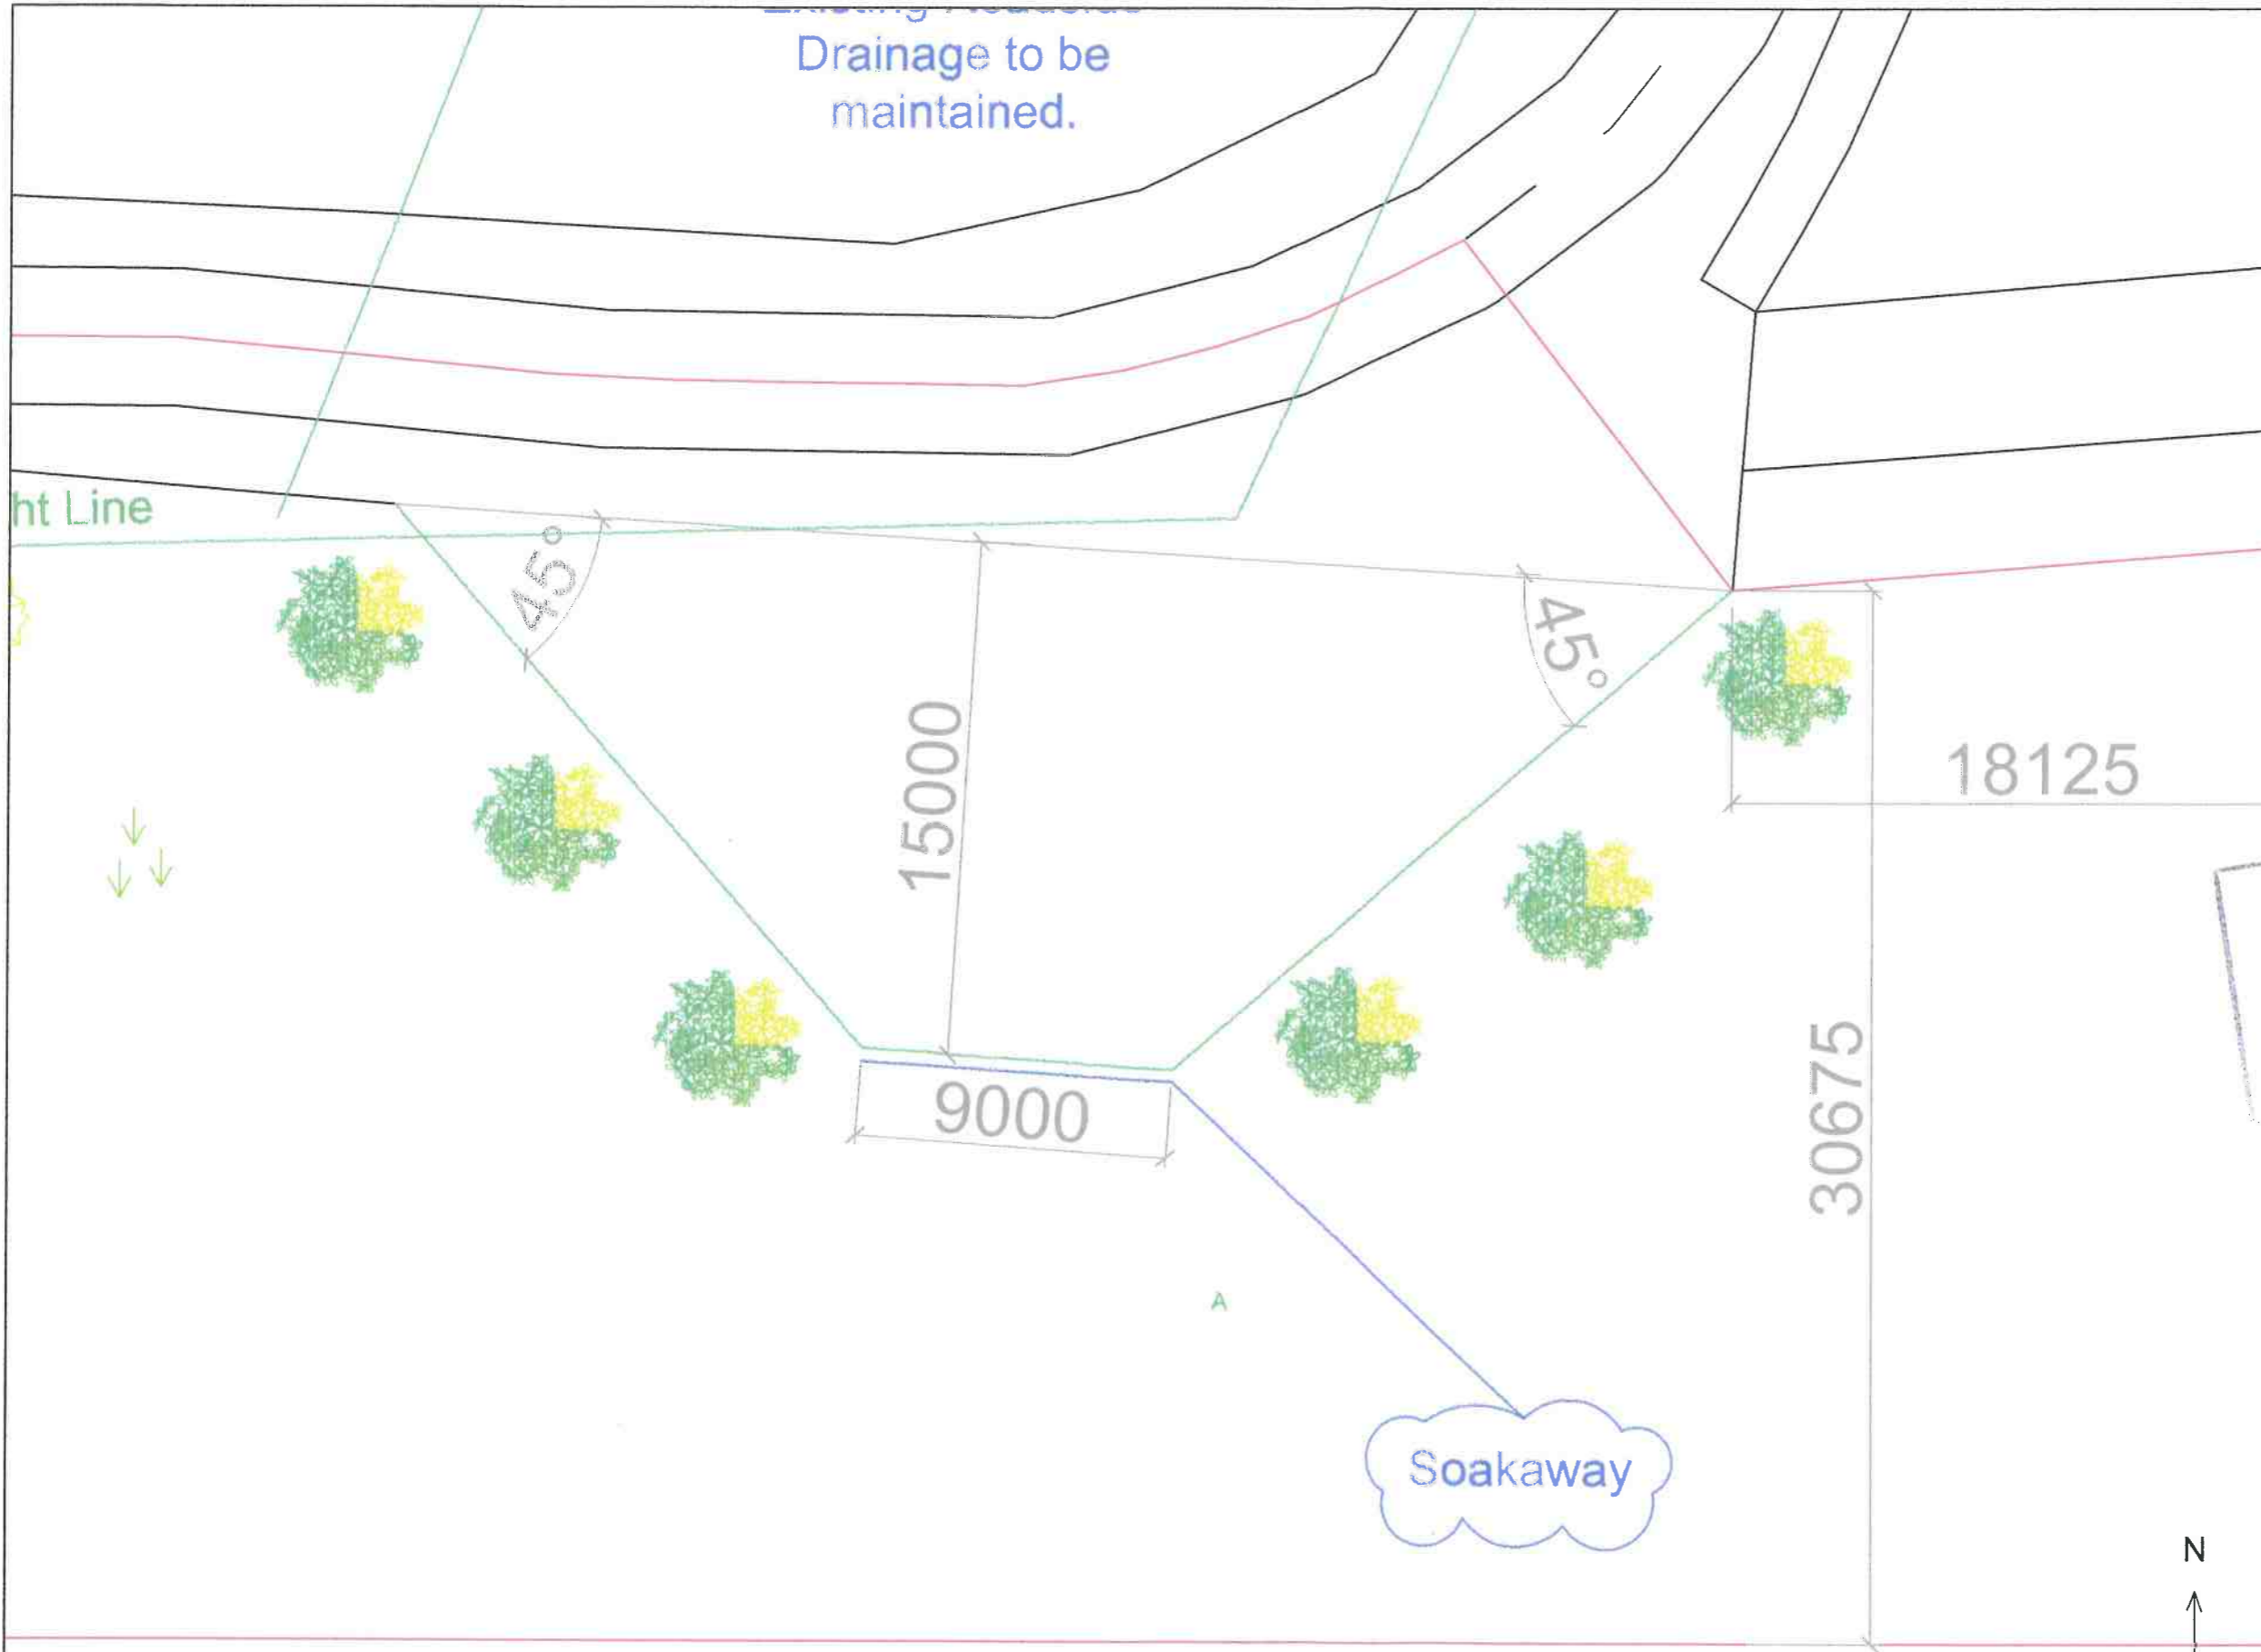 Drainage to be
maintained.
ht Line
45°
45°
15000
18125
9000
30675
A
Soakaway
N